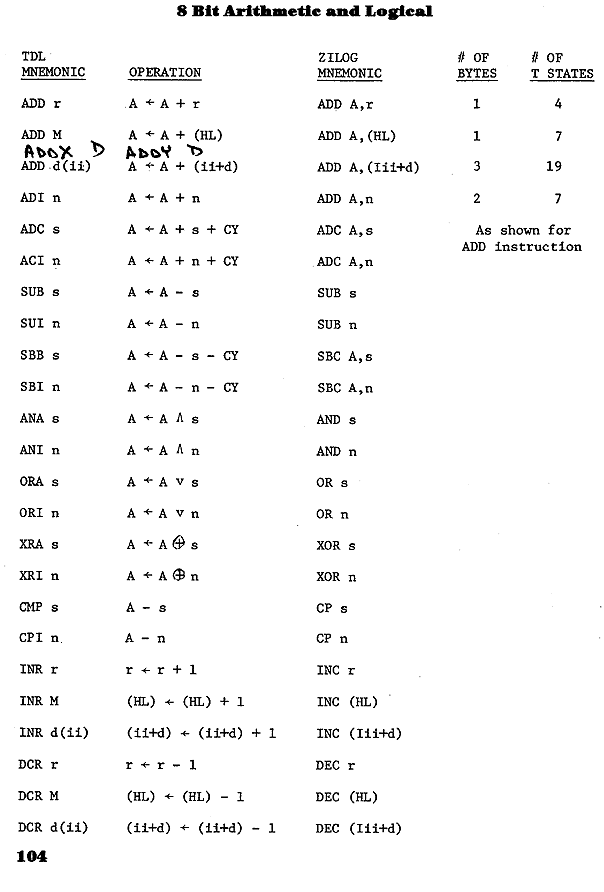 8 Bit Arithmetic and Logical
TDL ZILOG # OF # OF
MNEMONIC OPERATION MNEMONIC BYTES T STATES
ADD r A ← A + r ADD A,r 1 4
ADD M A ← A + (HL) ADD A,(HL) 1 7
ADDX D ADDY D
ADD d(ii) A ← A + (ii+d) ADD A,(Iii+d) 3 19
ADI n A ← A + n ADD A,n 2 7
ADC s A ← A + s + CY ADC A,s As shown for
ADD instruction
ACI n A ← A + n + CY ADC A,n
SUB s A ← A - s SUB s
SUI n A ← A - n SUB n
SBB s A ← A - s - CY SBC A,s
SBI n A ← A - n - CY SBC A,n
ANA s A ← A ∧ s AND s
ANI n A ← A ∧ n AND n
ORA s A ← A ∨ s OR s
ORI n A ← A ∨ n OR n
XRA s A ← A ⊕ s XOR s
XRI n A ← A ⊕ n XOR n
CMP s A - s CP s
CPI n A - n CP n
INR r r ← r + 1 INC r
INR M (HL) ← (HL) + 1 INC (HL)
INR d(ii) (ii+d) ← (ii+d) + 1 INC (Iii+d)
DCR r r ← r - 1 DEC r
DCR M (HL) ← (HL) - 1 DEC (HL)
DCR d(ii) (ii+d) ← (ii+d) - 1 DEC (Iii+d)
104